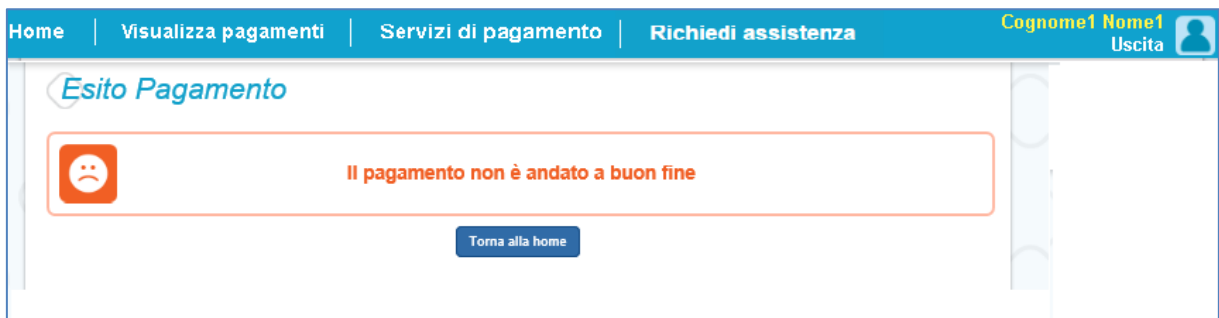 Home
Visualizza pagamenti
Servizi di pagamento
Richiedi assistenza
Cognome1 Nome1
Uscita
Esito Pagamento
Il pagamento non è andato a buon fine
Torna alla home